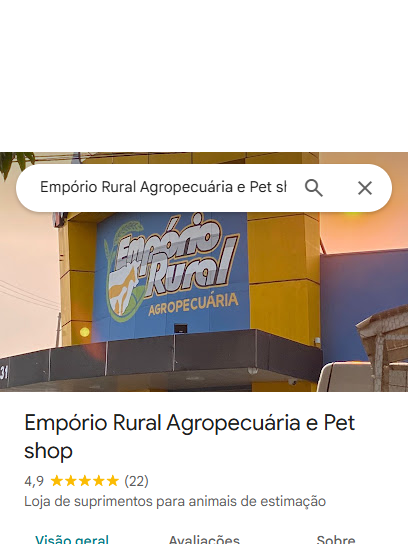 Empório Rural Agropecuária e Pet sh
Empório
Rural
AGROPECUÁRIA
31
Empório Rural Agropecuária e Pet
shop
4,9 (22)
Loja de suprimentos para animais de estimação
Visão geral Avaliações Sobre